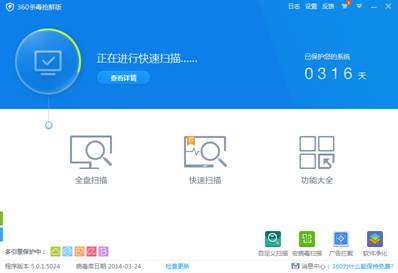 360杀毒抢鲜版
日志 设置 反馈
正在进行快速扫描......
查看详情
已保护您的系统
0316 天
全盘扫描
快速扫描
功能大全
自定义扫描 宏病毒扫描 广告拦截 软件净化
多引擎保护中：
程序版本 5.0.1.5024 病毒库日期 2014-03-24 检查更新
消息中心： 360为什么能保持免费?